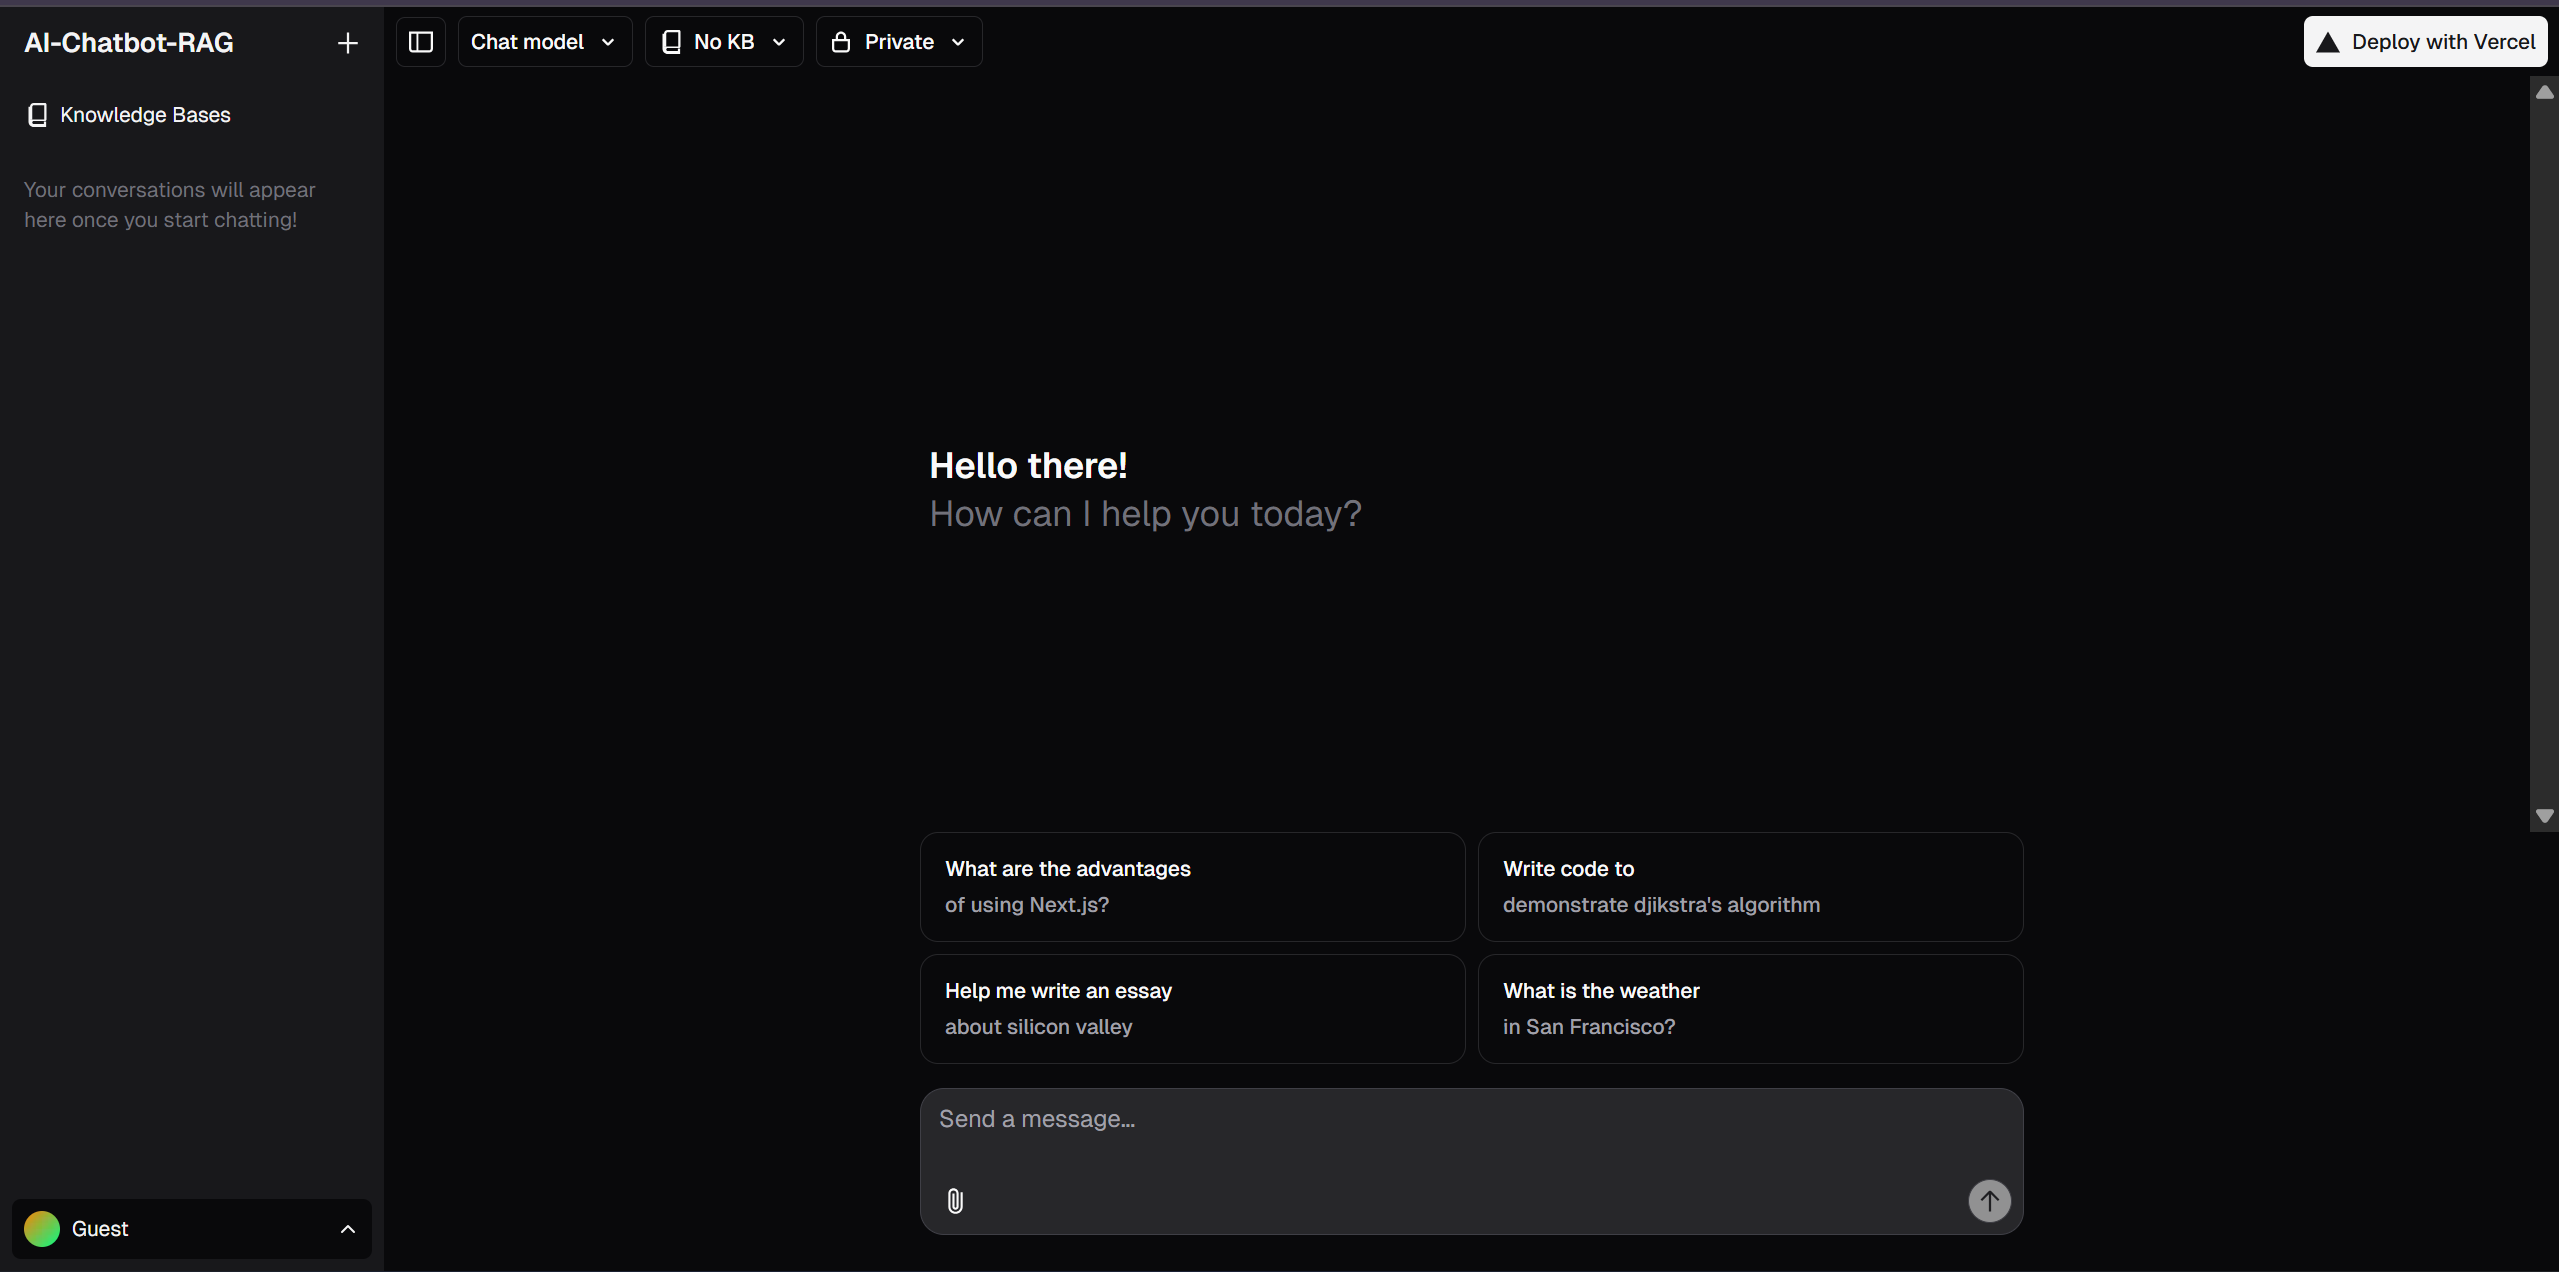 AI-Chatbot-RAG
Knowledge Bases
Your conversations will appear
here once you start chatting!
Guest
Chat model
No KB
Private
Deploy with Vercel
Hello there!
How can I help you today?
What are the advantages
of using Next.js?
Write code to
demonstrate djikstra's algorithm
Help me write an essay
about silicon valley
What is the weather
in San Francisco?
Send a message...